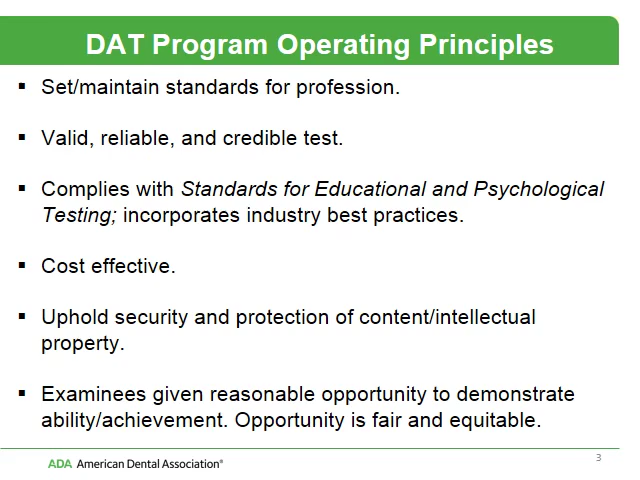 DAT Program Operating Principles
▪ Set/maintain standards for profession.
▪ Valid, reliable, and credible test.
▪ Complies with Standards for Educational and Psychological
Testing; incorporates industry best practices.
▪ Cost effective.
▪ Uphold security and protection of content/intellectual
property.
▪ Examinees given reasonable opportunity to demonstrate
ability/achievement. Opportunity is fair and equitable.
3
ADA American Dental Association®